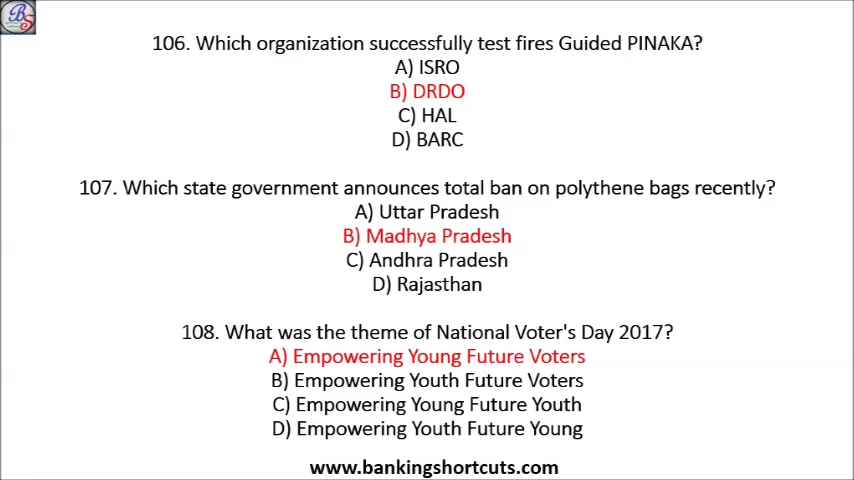 BS
106. Which organization successfully test fires Guided PINAKA?
A) ISRO
B) DRDO
C) HAL
D) BARC
107. Which state government announces total ban on polythene bags recently?
A) Uttar Pradesh
B) Madhya Pradesh
C) Andhra Pradesh
D) Rajasthan
108. What was the theme of National Voter's Day 2017?
A) Empowering Young Future Voters
B) Empowering Youth Future Voters
C) Empowering Young Future Youth
D) Empowering Youth Future Young
www.bankingshortcuts.com